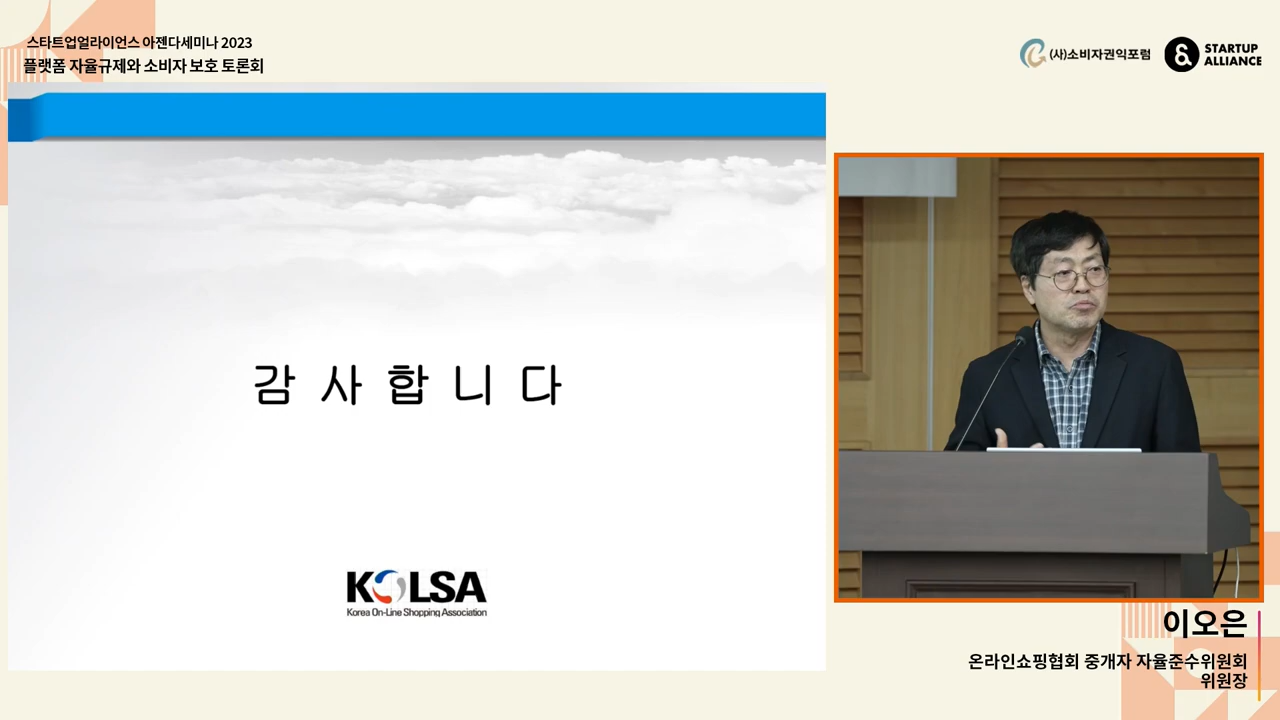 스타트업얼라이언스 아젠다세미나 2023
플랫폼 자율규제와 소비자 보호 토론회
(사)소비자권익포럼
STARTUP
ALLIANCE
감 사 합 니 다
KOLSA
Korea On-Line Shopping Association
이오은
온라인쇼핑협회 중개자 자율준수위원회
위원장